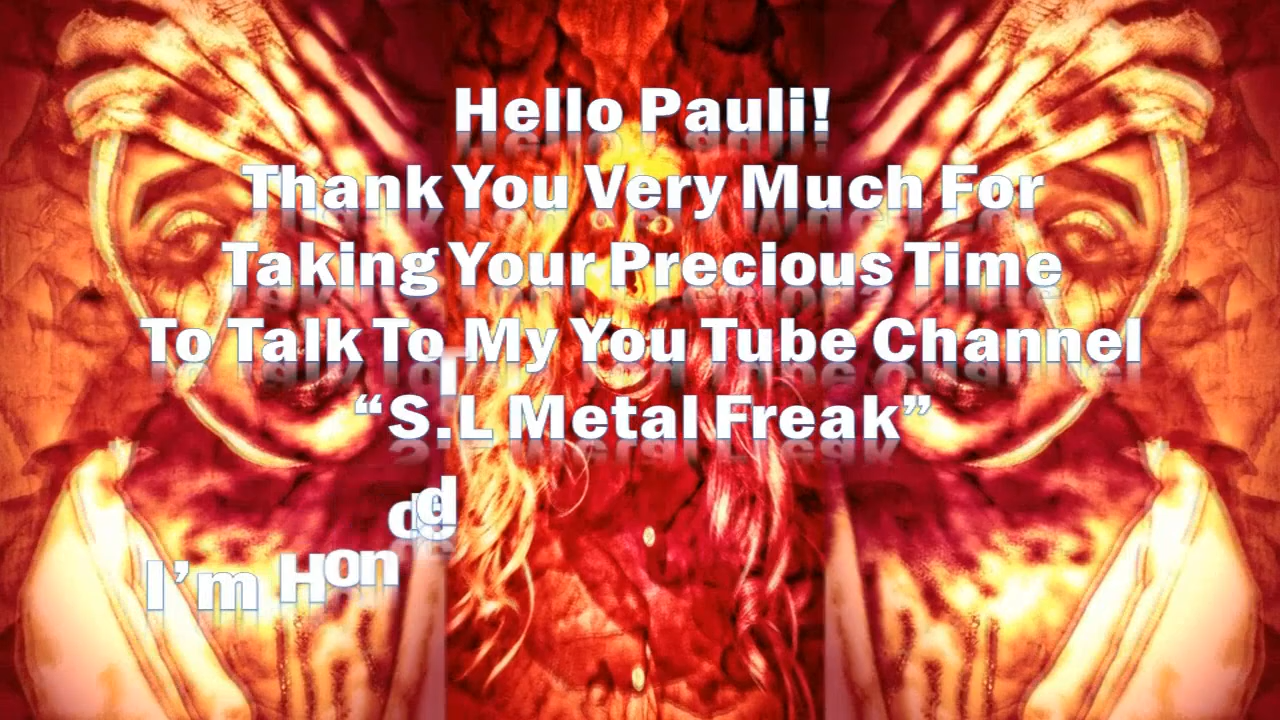 Hello Pauli!
Thank You Very Much For
Taking Your Precious Time
To Talk To My You Tube Channel
“S.L Metal Freak”
I’m Hon